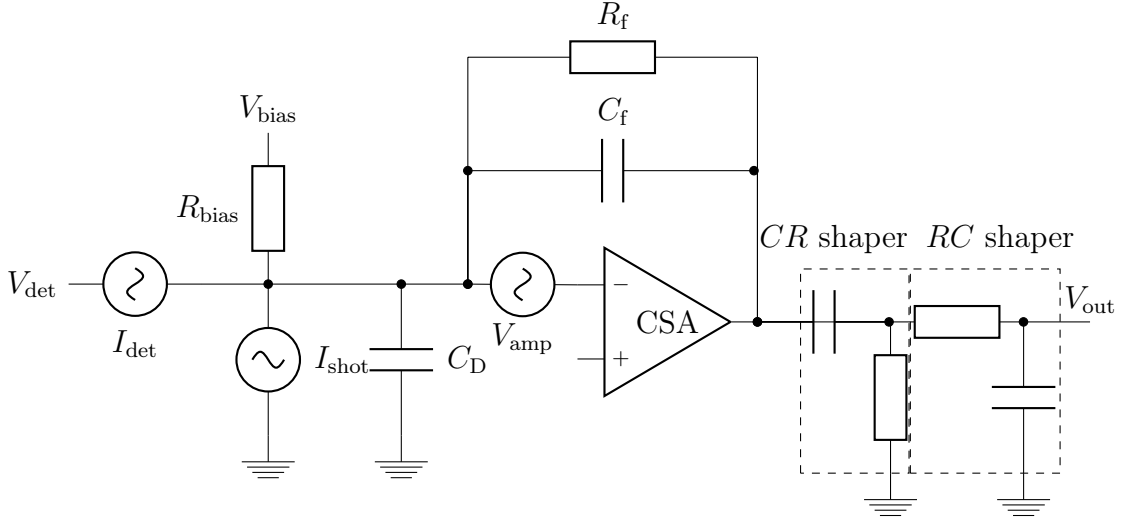 R_f
C_f
V_bias
R_bias
V_det
I_det
I_shot
C_D
V_amp
−
+
CSA
CR shaper
RC shaper
V_out